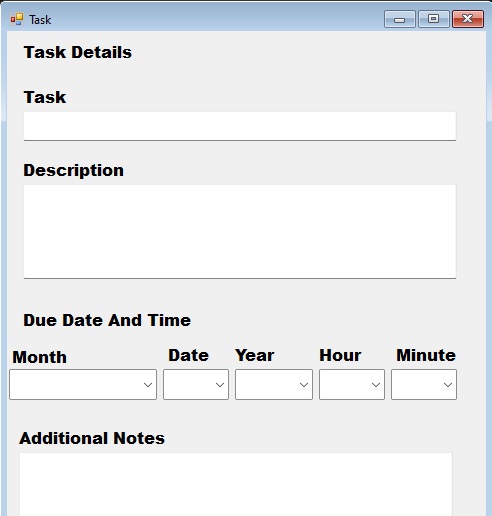 Task
Task Details
Task
Description
Due Date And Time
Month Date Year Hour Minute
Additional Notes